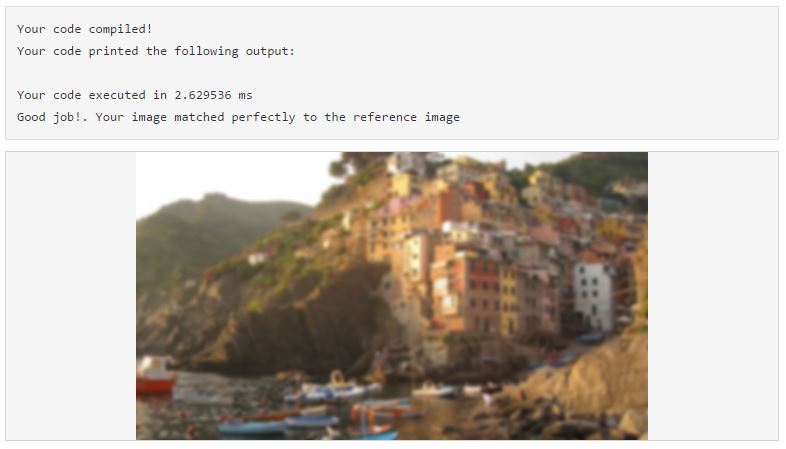 Your code compiled!
Your code printed the following output:
Your code executed in 2.629536 ms
Good job!. Your image matched perfectly to the reference image